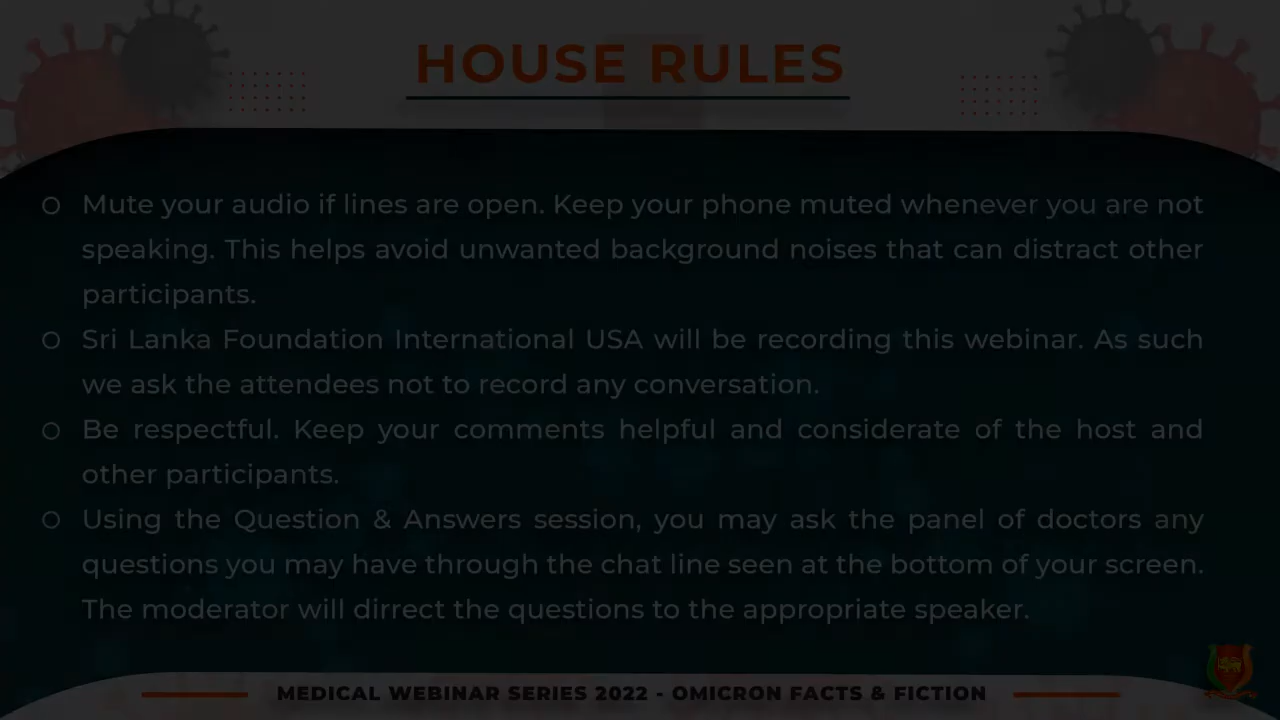 HOUSE RULES
Mute your audio if lines are open. Keep your phone muted whenever you are not
speaking. This helps avoid unwanted background noises that can distract other
participants.
Sri Lanka Foundation International USA will be recording this webinar. As such
we ask the attendees not to record any conversation.
Be respectful. Keep your comments helpful and considerate of the host and
other participants.
Using the Question & Answers session, you may ask the panel of doctors any
questions you may have through the chat line seen at the bottom of your screen.
The moderator will dirrect the questions to the appropriate speaker.
MEDICAL WEBINAR SERIES 2022 - OMICRON FACTS & FICTION